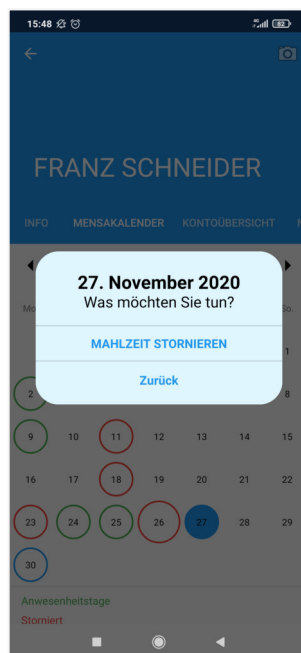 15:48
4G
82
FRANZ SCHNEIDER
INFO MENSAKALENDER KONTOÜBERSICHT
27. November 2020
Was möchten Sie tun?
MAHLZEIT STORNIEREN
Zurück
Mo
So.
1
2 8
9 10 11 12 13 14 15
16 17 18 19 20 21 22
23 24 25 26 27 28 29
30
Anwesenheitstage
Storniert